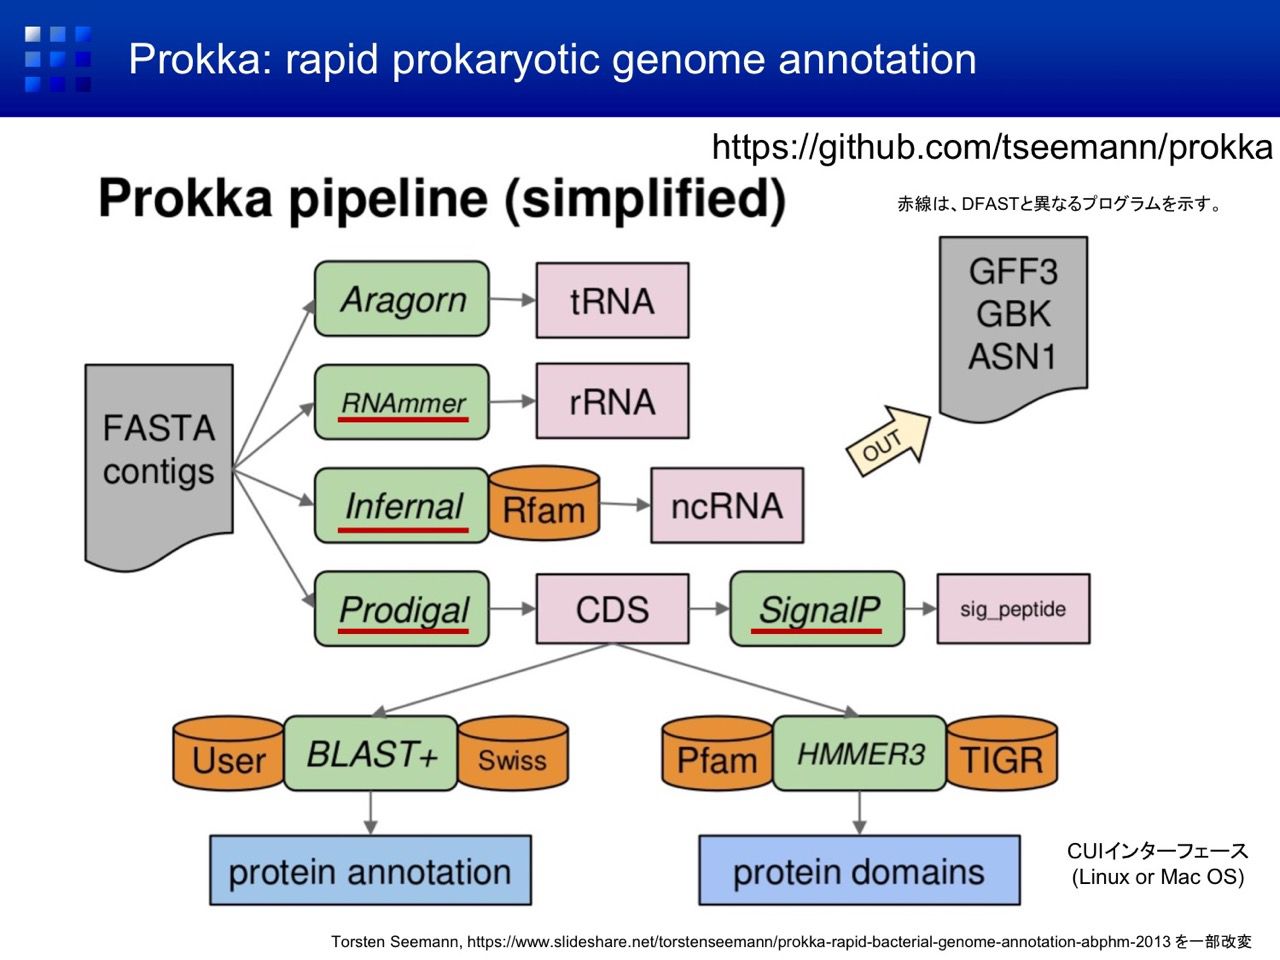 Prokka: rapid prokaryotic genome annotation
https://github.com/tseemann/prokka
Prokka pipeline (simplified)
赤線は、DFASTと異なるプログラムを示す。
GFF3
GBK
ASN1
OUT
FASTA
contigs
Aragorn
tRNA
RNAmmer
rRNA
Infernal
Rfam
ncRNA
Prodigal
CDS
SignalP
sig_peptide
User
BLAST+
Swiss
Pfam
HMMER3
TIGR
protein annotation
protein domains
CUIインターフェース
(Linux or Mac OS)
Torsten Seemann, https://www.slideshare.net/torstenseemann/prokka-rapid-bacterial-genome-annotation-abphm-2013 を一部改変